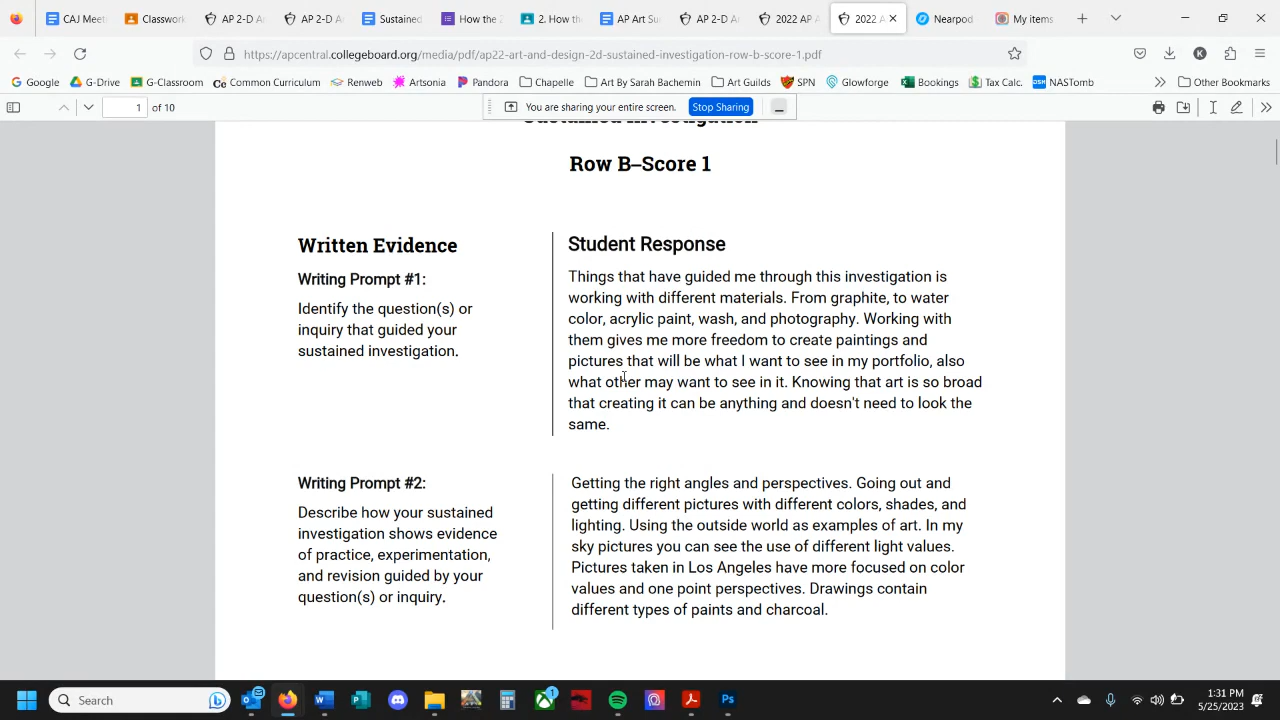 CAJ Meet
Classwork
AP 2-D A
AP 2-D
Sustained
How the
2. How th
AP Art Su
AP 2-D A
2022 AP
2022 A
Nearpod
My items
https://apcentral.collegeboard.org/media/pdf/ap22-art-and-design-2d-sustained-investigation-row-b-score-1.pdf
Google
G-Drive
G-Classroom
Common Curriculum
Renweb
Artsonia
Pandora
Chapelle
Art By Sarah Bachemin
Art Guilds
SPN
Glowforge
Bookings
Tax Calc.
NASTomb
Other Bookmarks
1 of 10
You are sharing your entire screen.
Stop Sharing
Sustained Investigation
Row B–Score 1
Written Evidence
Writing Prompt #1:
Identify the question(s) or
inquiry that guided your
sustained investigation.
Student Response
Things that have guided me through this investigation is
working with different materials. From graphite, to water
color, acrylic paint, wash, and photography. Working with
them gives me more freedom to create paintings and
pictures that will be what I want to see in my portfolio, also
what other may want to see in it. Knowing that art is so broad
that creating it can be anything and doesn't need to look the
same.
Writing Prompt #2:
Describe how your sustained
investigation shows evidence
of practice, experimentation,
and revision guided by your
question(s) or inquiry.
Getting the right angles and perspectives. Going out and
getting different pictures with different colors, shades, and
lighting. Using the outside world as examples of art. In my
sky pictures you can see the use of different light values.
Pictures taken in Los Angeles have more focused on color
values and one point perspectives. Drawings contain
different types of paints and charcoal.
Search
1:31 PM
5/25/2023